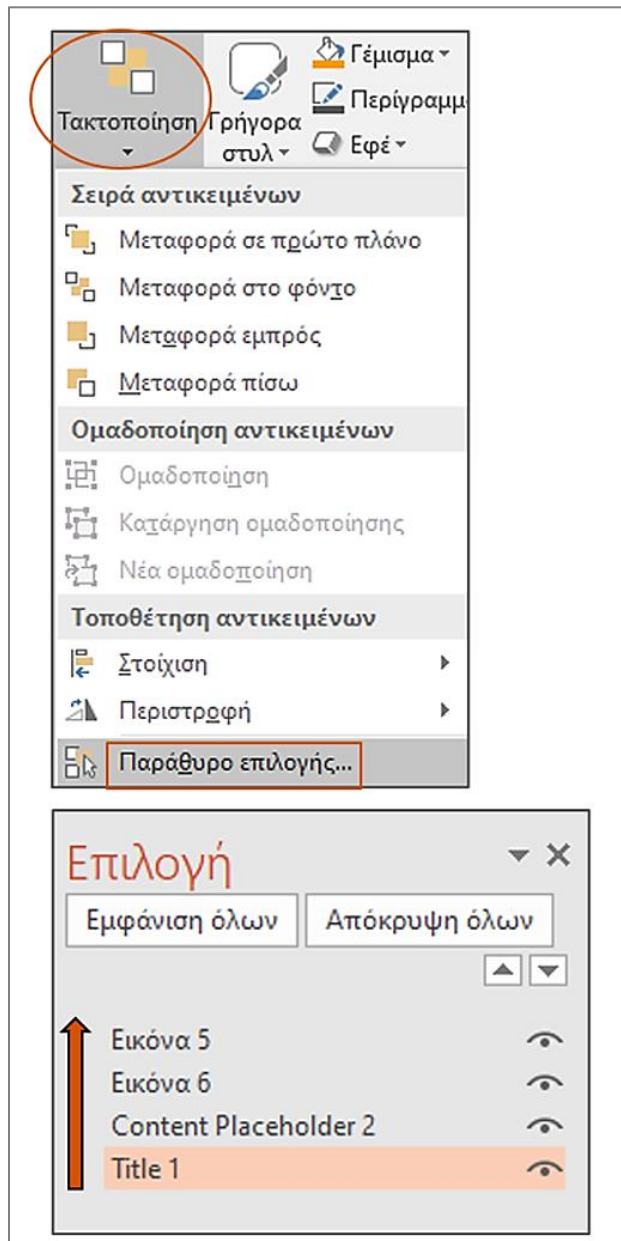 Τακτοποίηση
Γρήγορα
στυλ
Γέμισμα
Περίγραμμ
Εφέ
Σειρά αντικειμένων
Μεταφορά σε πρώτο πλάνο
Μεταφορά στο φόντο
Μεταφορά εμπρός
Μεταφορά πίσω
Ομαδοποίηση αντικειμένων
Ομαδοποίηση
Κατάργηση ομαδοποίησης
Νέα ομαδοποίηση
Τοποθέτηση αντικειμένων
Στοίχιση
Περιστροφή
Παράθυρο επιλογής...
Επιλογή
Εμφάνιση όλων Απόκρυψη όλων
Εικόνα 5
Εικόνα 6
Content Placeholder 2
Title 1